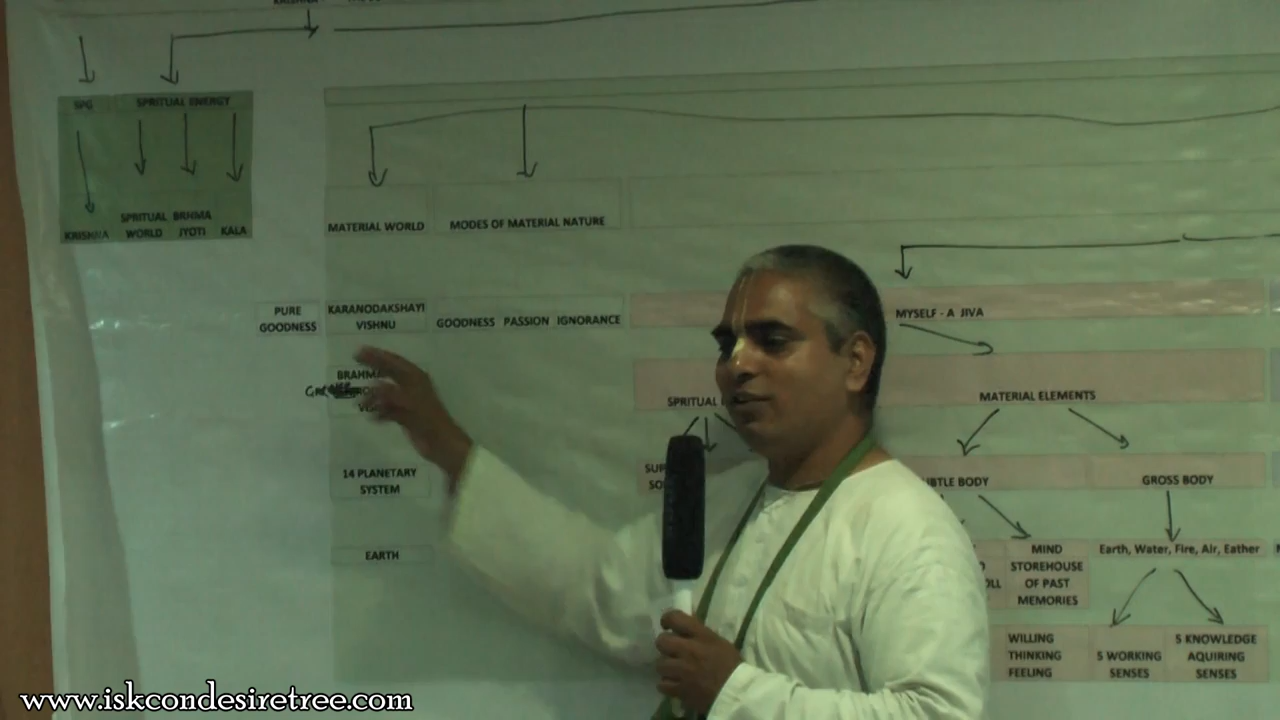 SPG
SPRITUAL ENERGY
KRISHNA
SPRITUAL WORLD
BRHMA JYOTI
KALA
MATERIAL WORLD
MODES OF MATERIAL NATURE
PURE
GOODNESS
KARANODAKSHAYI
VISHNU
GOODNESS PASSION IGNORANCE
MYSELF - A JIVA
SPRITUAL
MATERIAL ELEMENTS
14 PLANETARY
SYSTEM
GROSS BODY
EARTH
MIND
STOREHOUSE
OF PAST
MEMORIES
Earth, Water, Fire, Air, Eather
WILLING
THINKING
FEELING
5 WORKING
SENSES
5 KNOWLEDGE
AQUIRING
SENSES
www.iskcondesiretree.com